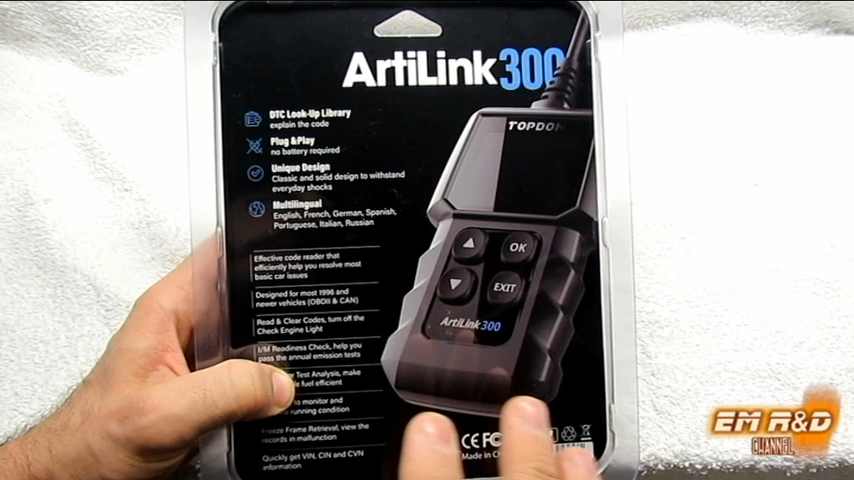 ArtiLink300
DTC Look-Up Library
explain the code
Plug &Play
no battery required
Unique Design
Classic and solid design to withstand
everyday shocks
Multilingual
English, French, German, Spanish,
Portuguese, Italian, Russian
TOPDON
OK
EXIT
ArtiLink300
Effective code reader that
efficiently help you resolve most
basic car issues
Designed for most 1996 and
newer vehicles (OBDII & CAN)
Read & Clear Codes, turn off the
Check Engine Light
I/M Readiness Check, help you
pass the annual emission tests
Test Analysis, make
fuel efficient
to monitor and
running condition
Freeze Frame Retrieval, view the
records in malfunction
Quickly get VIN, CIN and CVN
information
CE FC
Made in
EM R&D
CHANNEL